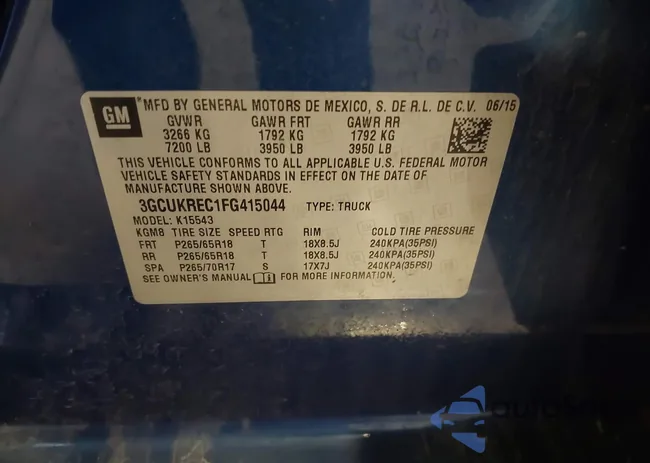 GM
MFD BY GENERAL MOTORS DE MEXICO, S. DE R.L. DE C.V. 06/15
GVWR GAWR FRT GAWR RR
3266 KG 1792 KG 1792 KG
7200 LB 3950 LB 3950 LB
THIS VEHICLE CONFORMS TO ALL APPLICABLE U.S. FEDERAL MOTOR
VEHICLE SAFETY STANDARDS IN EFFECT ON THE DATE OF
MANUFACTURE SHOWN ABOVE.
3GCUKREC1FG415044 TYPE: TRUCK
MODEL: K15543
KGM8 TIRE SIZE SPEED RTG RIM COLD TIRE PRESSURE
FRT P265/65R18 T 18X8.5J 240KPA(35PSI)
RR P265/65R18 T 18X8.5J 240KPA(35PSI)
SPA P265/70R17 S 17X7J 240KPA(35PSI)
SEE OWNER'S MANUAL FOR MORE INFORMATION.